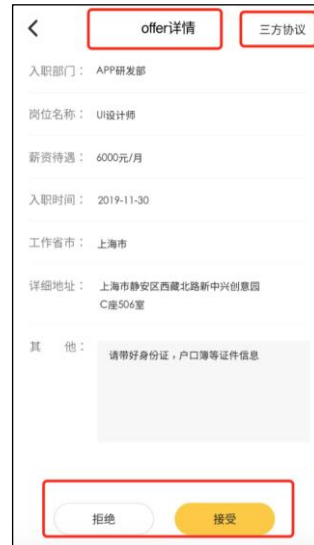 offer详情
三方协议
入职部门： APP研发部
岗位名称： UI设计师
薪资待遇： 6000元/月
入职时间： 2019-11-30
工作省市： 上海市
详细地址： 上海市静安区西藏北路新中兴创意园
C座506室
其 他： 请带好身份证，户口簿等证件信息
拒绝
接受